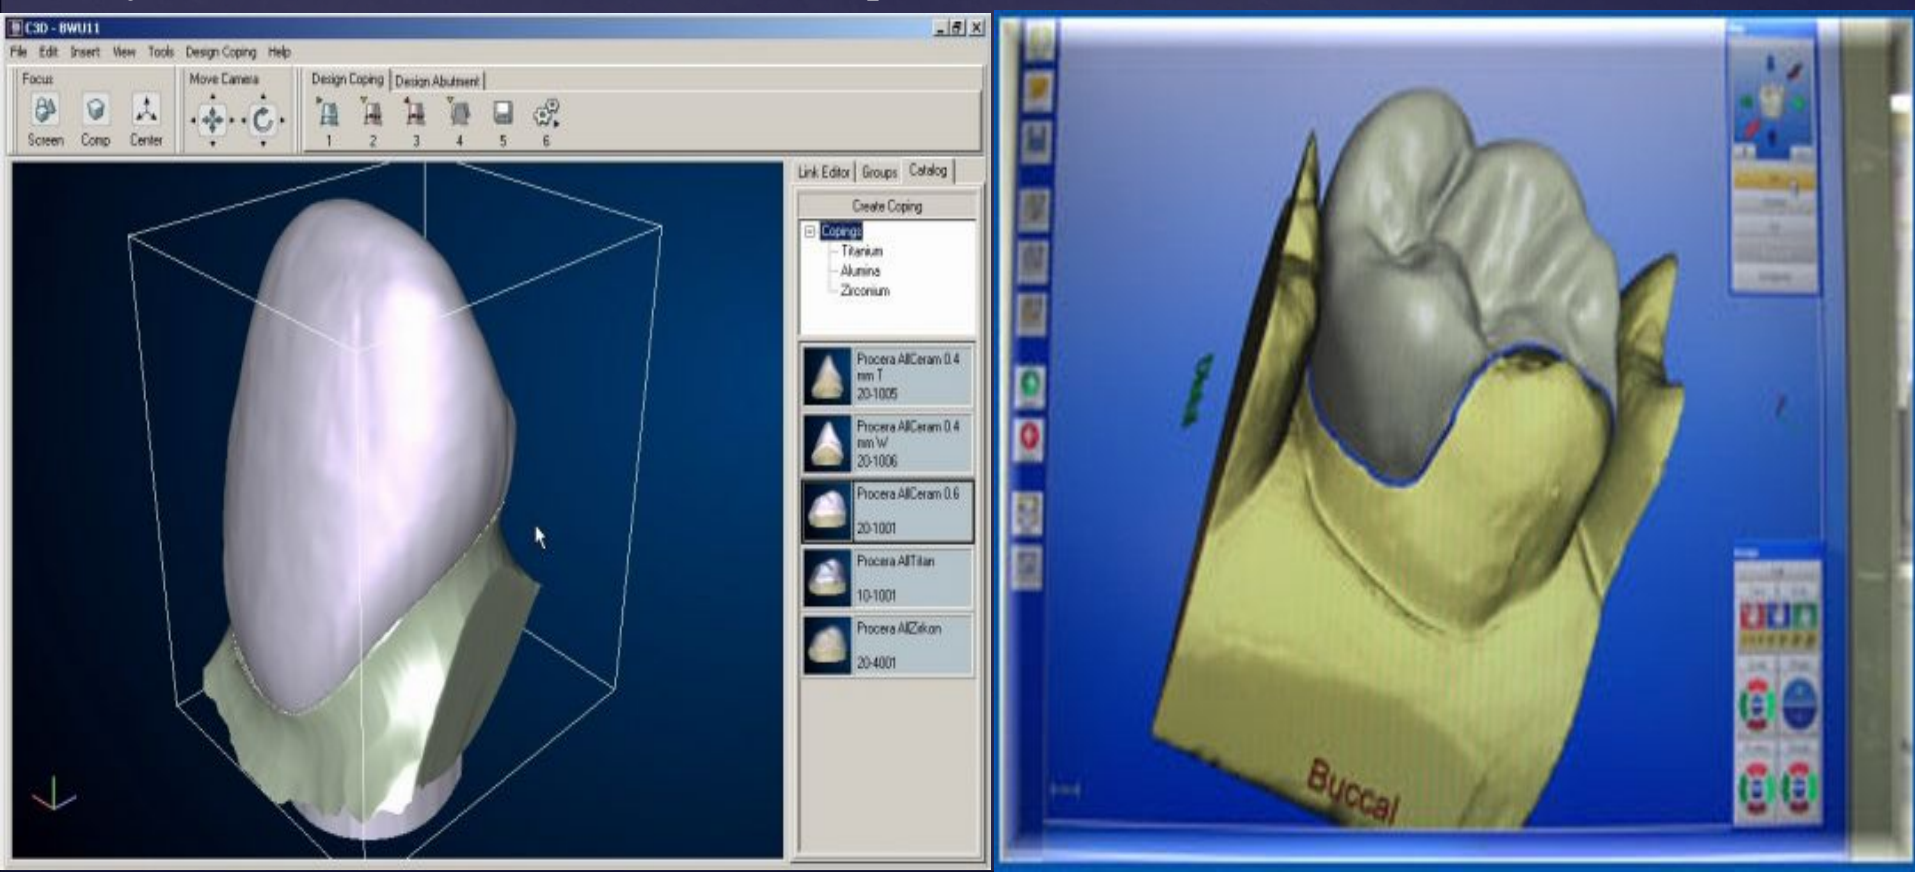 C3D - BWU11
File Edit Insert View Tools Design Coping Help
Focus
Move Camera
Design Coping
Design Abutment
Screen Comp Center
1 2 3 4 5 6
Link Editor Groups Catalog
Create Coping
Copings
Titanium
Alumina
Zirconium
Procera AllCeram 0.4
mm T
20-1005
Procera AllCeram 0.4
mm W
20-1006
Procera AllCeram 0.6
20-1001
Procera AllTitan
10-1001
Procera AllZirkon
20-4001
Buccal